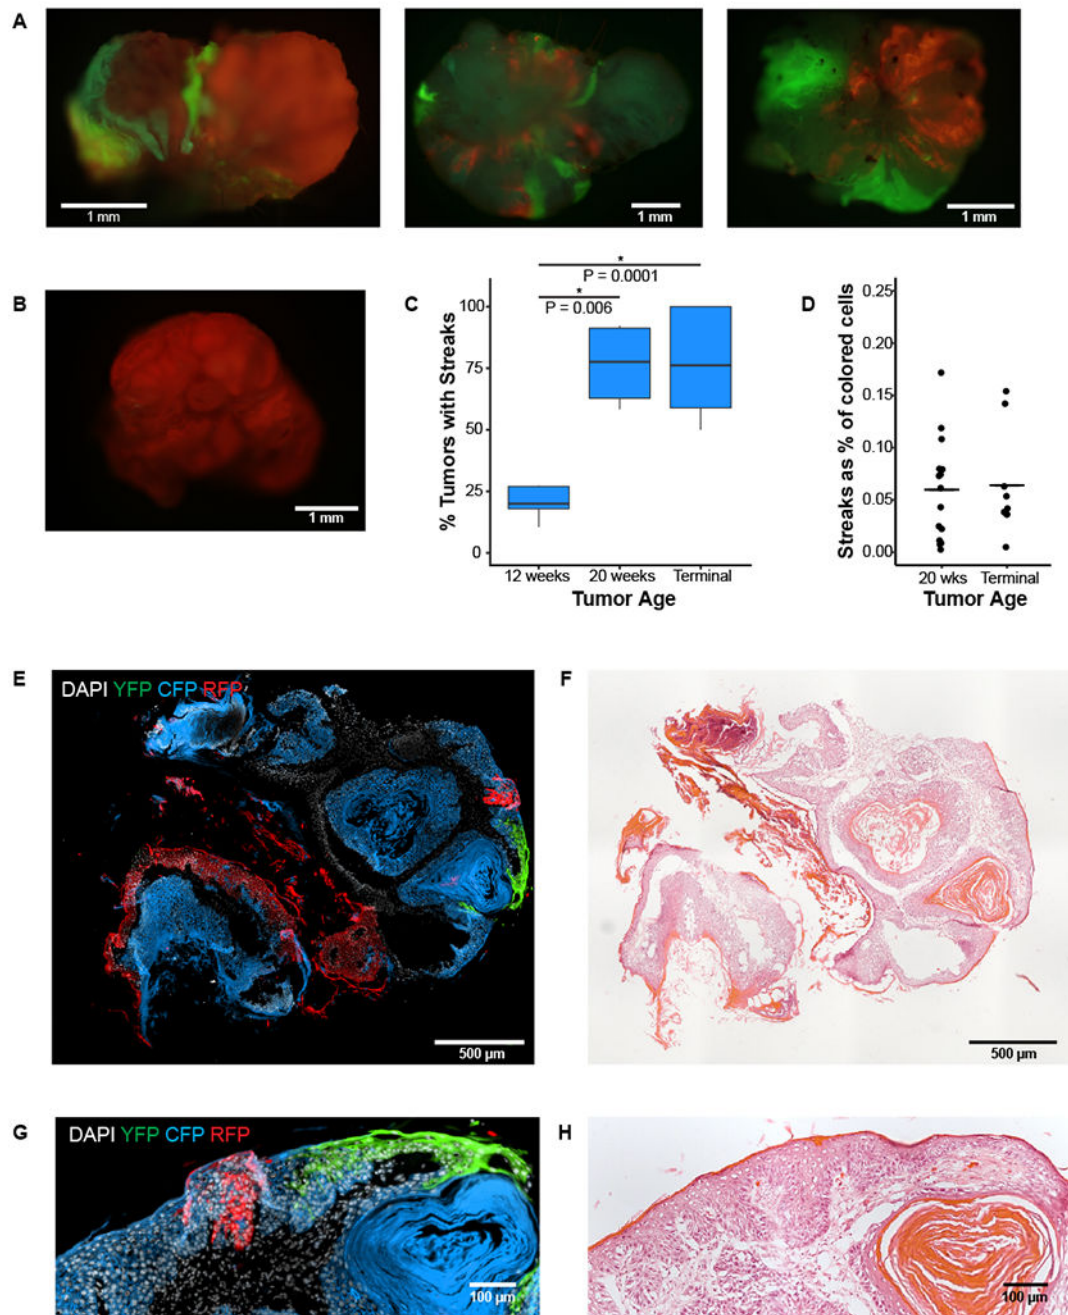 A
1 mm
1 mm
1 mm
B
1 mm
C
*
P = 0.0001
*
P = 0.006
% Tumors with Streaks
100
75
50
25
0
12 weeks
20 weeks
Terminal
Tumor Age
D
Streaks as % of colored cells
0.25
0.20
0.15
0.10
0.05
0.00
20 wks
Terminal
Tumor Age
E
DAPI YFP CFP RFP
500 µm
F
500 µm
G
DAPI YFP CFP RFP
100 µm
H
100 µm